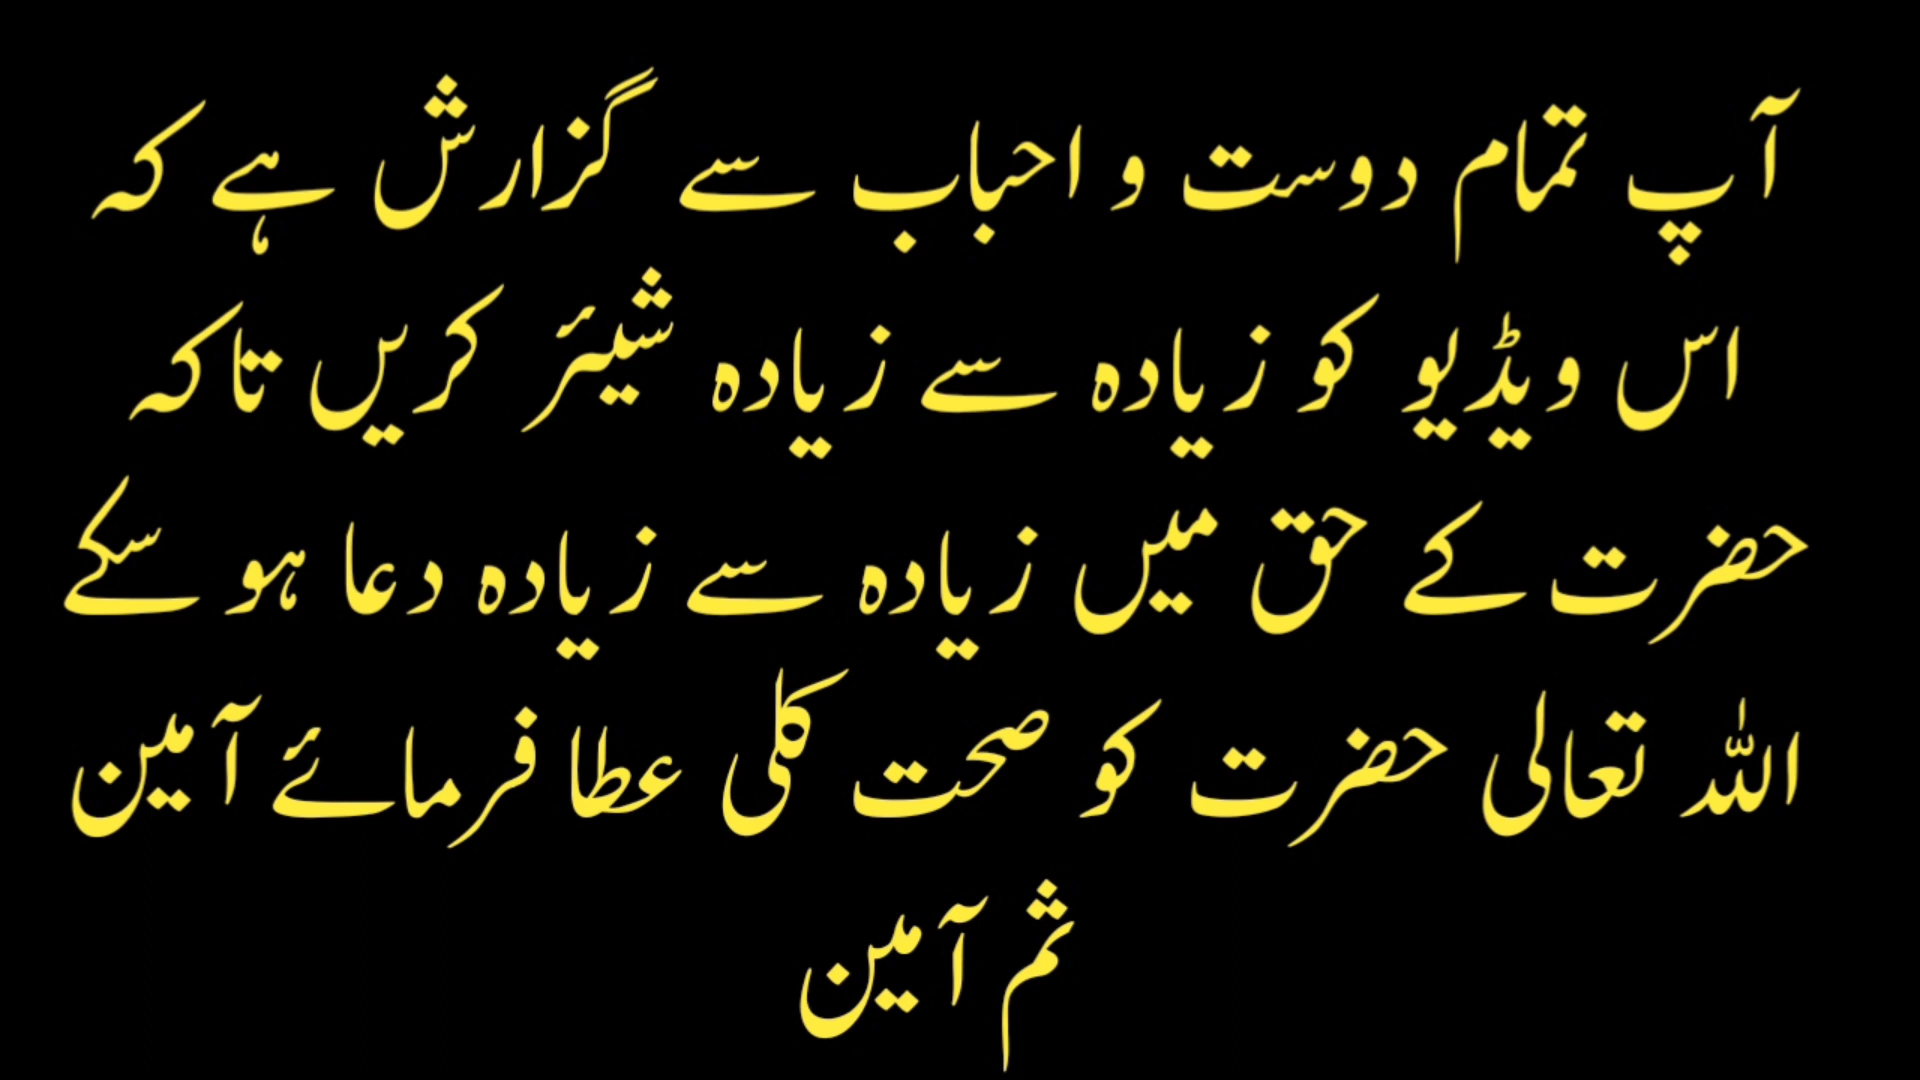 آپ تمام دوست و احباب سے گزارش ہے کہ
اس ویڈیو کو زیادہ سے زیادہ شیئر کریں تاکہ
حضرت کے حق میں زیادہ سے زیادہ دعا ہو سکے
اللہ تعالی حضرت کو صحت کلی عطا فرمائے آمین
ثم آمین